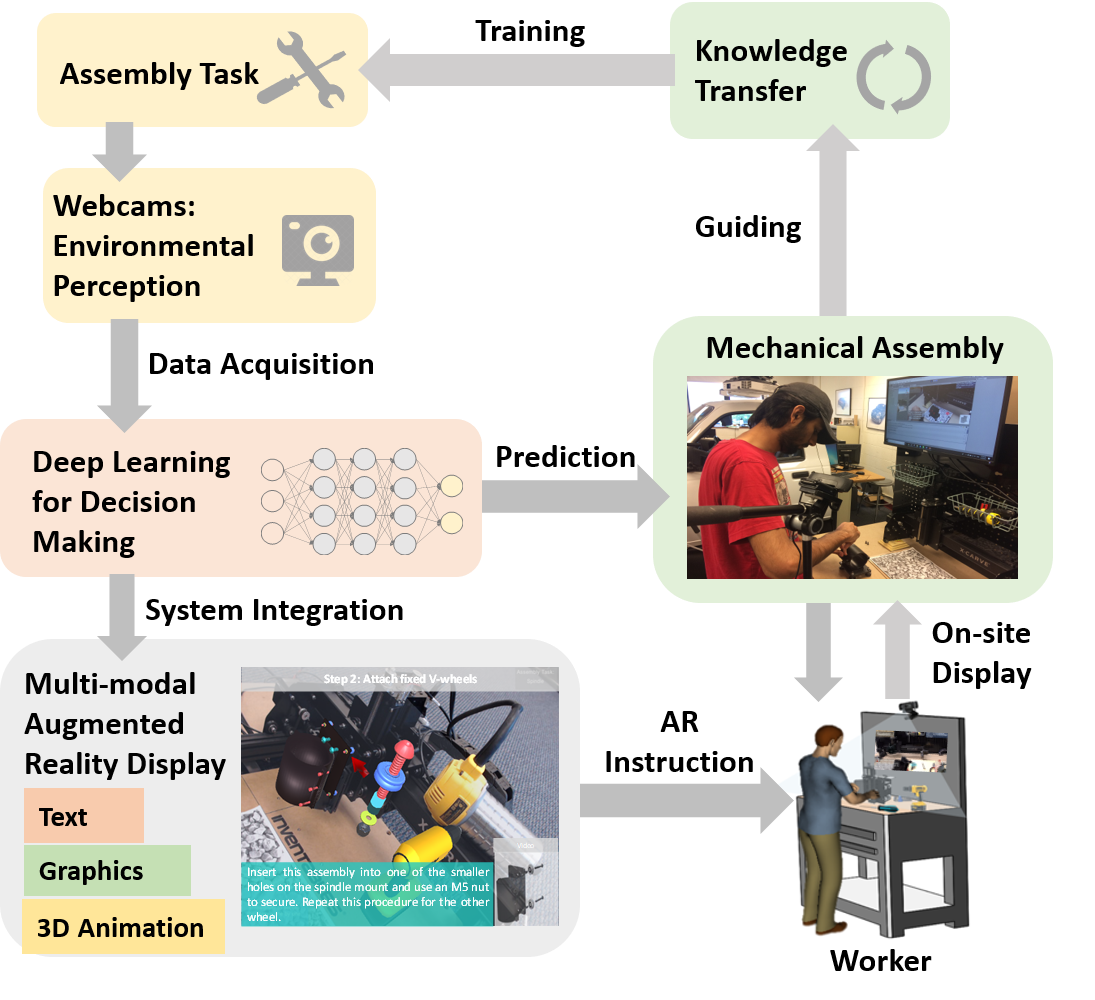 Training
Assembly Task
Knowledge
Transfer
Webcams:
Environmental
Perception
Guiding
Data Acquisition
Mechanical Assembly
Deep Learning
for Decision
Making
Prediction
X-CARVE
System Integration
On-site
Display
Multi-modal
Augmented
Reality Display
Step 2: Attach fixed V-wheels
AR
Instruction
Text
Graphics
3D Animation
Video
Insert this assembly into one of the smaller
holes on the spindle mount and use an M5 nut
to secure. Repeat this procedure for the other
wheel.
Worker